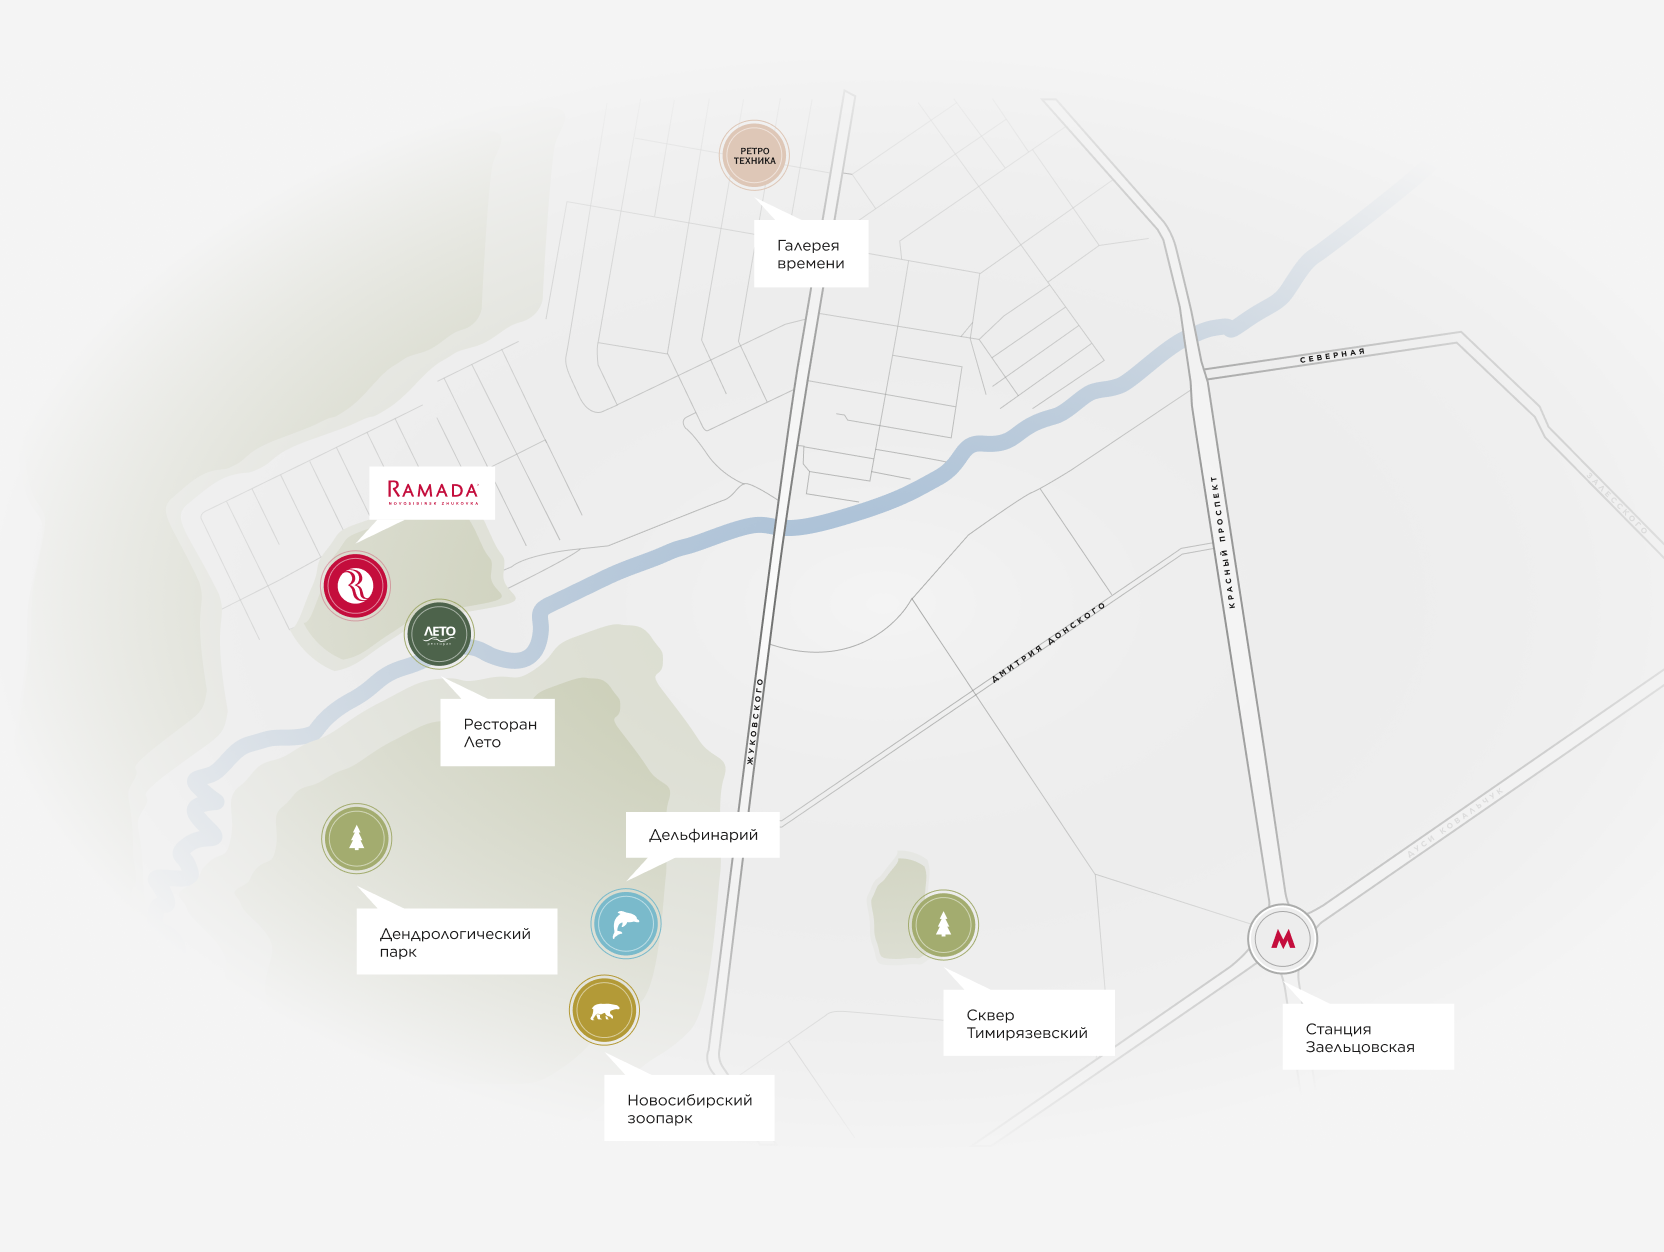 РЕТРО
ТЕХНИКА
Галерея
времени
СЕВЕРНАЯ
ЗАЛЕССКОГО
RAMADA
NOVOSIBIRSK ZHUKOVKA
КРАСНЫЙ ПРОСПЕКТ
ЛЕТО
ресторан
ДМИТРИЯ ДОНСКОГО
ЖУКОВСКОГО
Ресторан
Лето
ДУСИ КОВАЛЬЧУК
Дельфинарий
Дендрологический
парк
М
Сквер
Тимирязевский
Станция
Заельцовская
Новосибирский
зоопарк